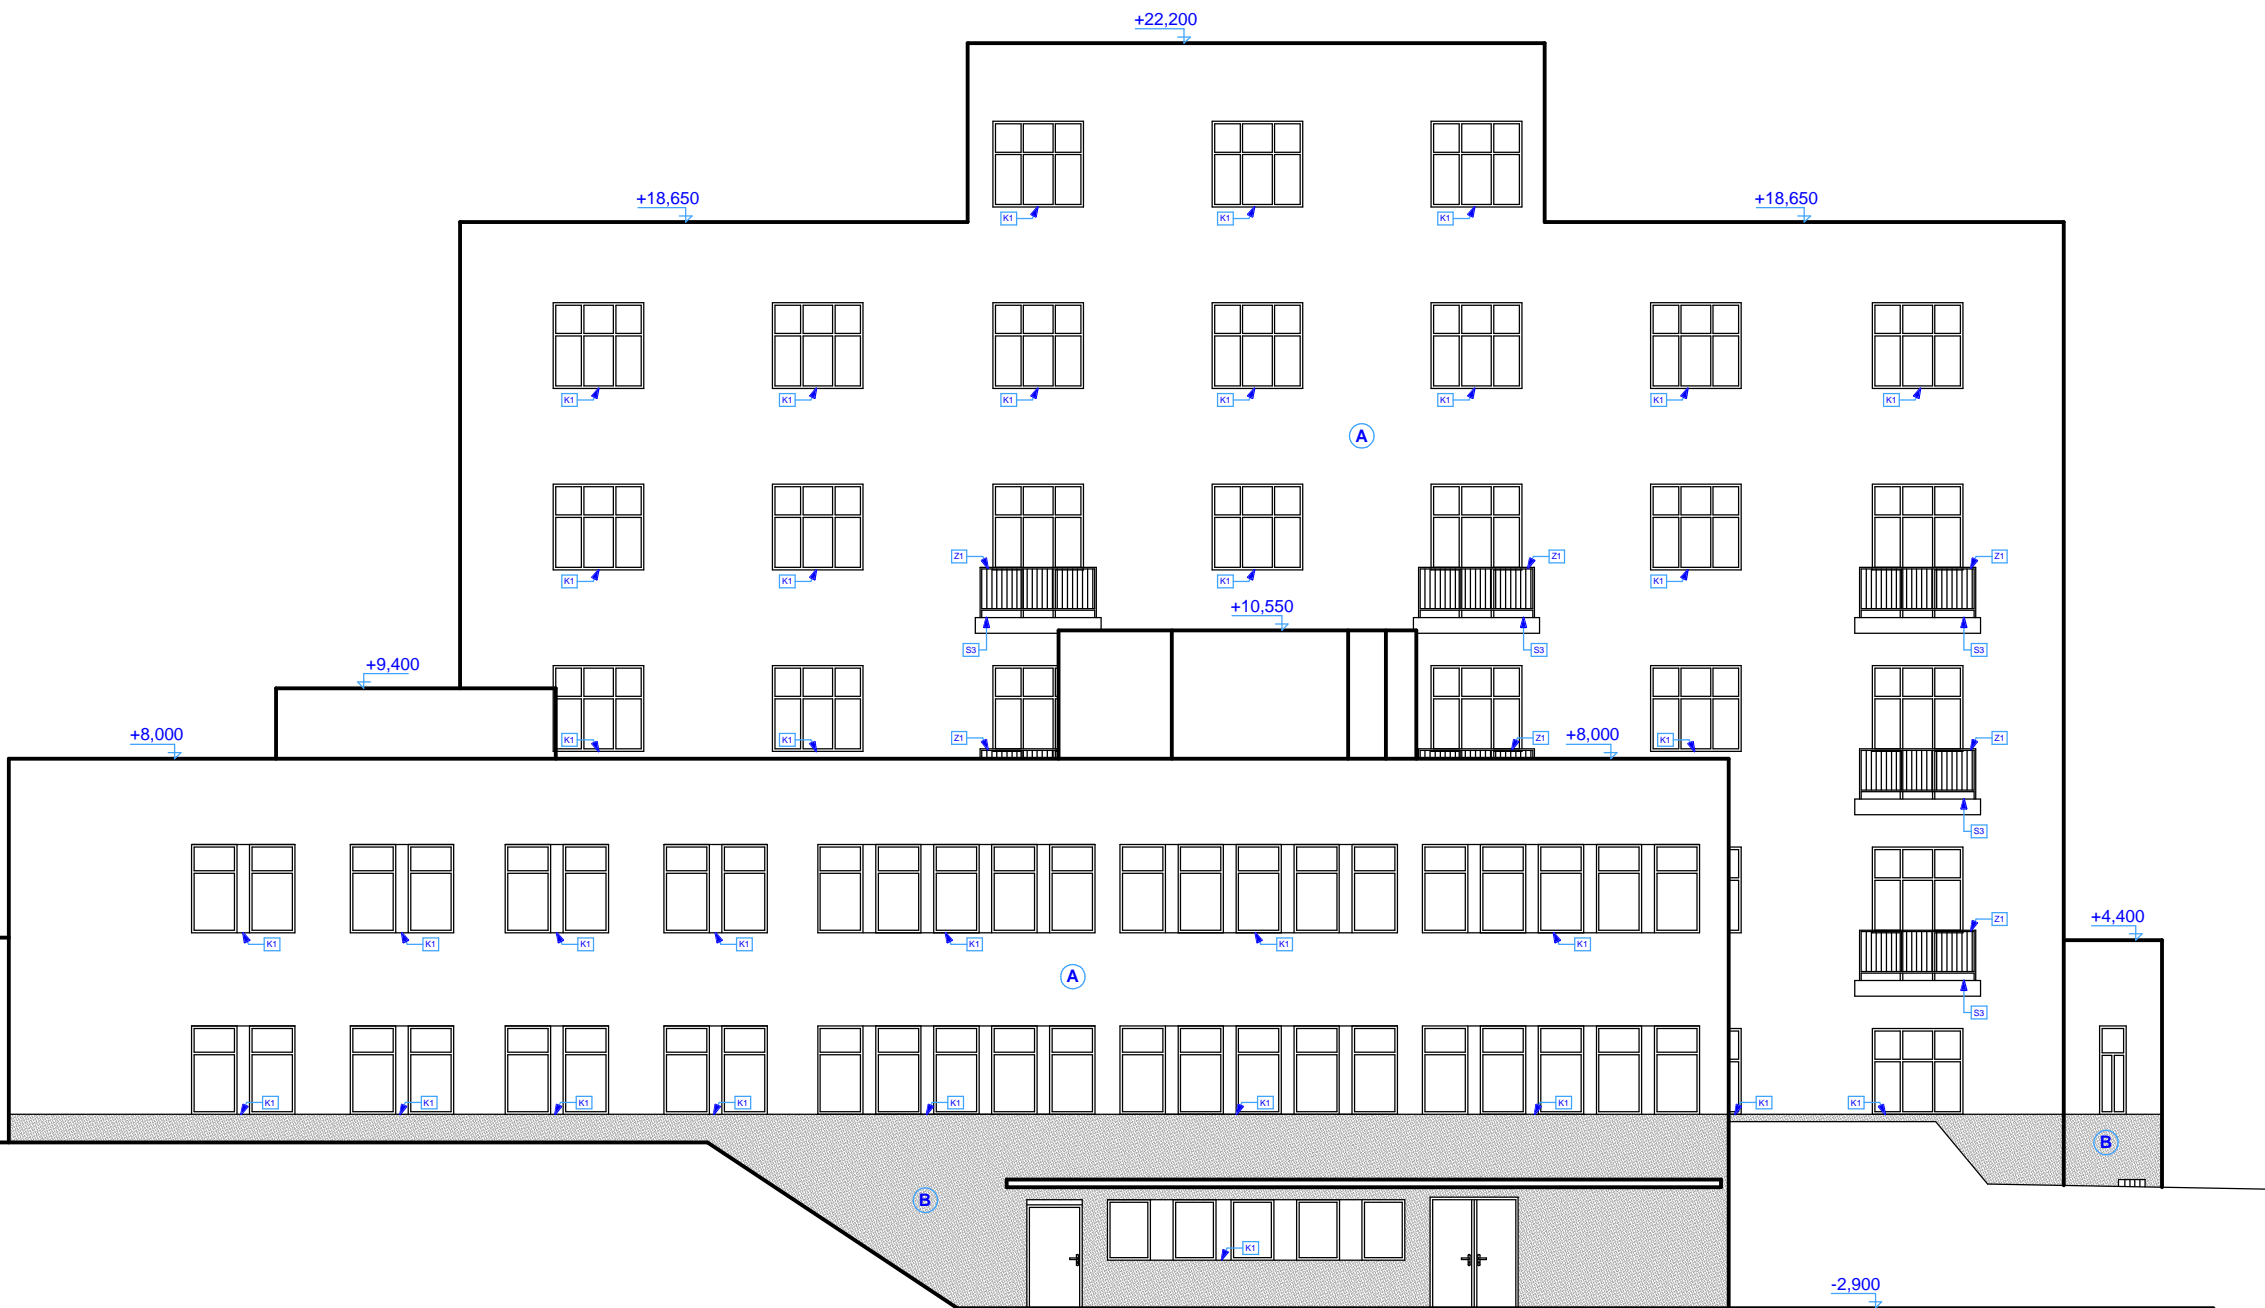 +22,200
+18,650
+18,650
K1 K1 K1
K1 K1 K1 K1 K1 K1 K1
A
Z1 Z1 Z1
K1 K1 K1 K1
+10,550
S3 S3 S3
+9,400
+8,000
K1 K1 Z1 Z1 +8,000 K1 Z1
S3
+4,400
Z1
K1 K1 K1 K1 K1 K1 K1
A
S3
K1 K1 K1 K1 K1 K1 K1 K1 K1
B
B
K1
-2,900